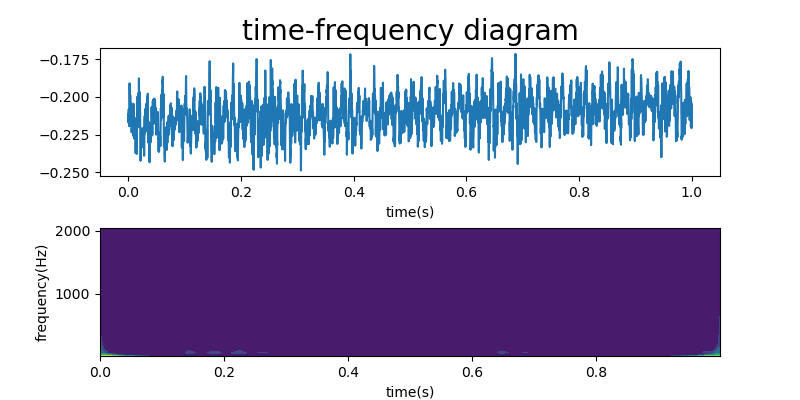 time-frequency diagram
−0.175
−0.200
−0.225
−0.250
0.0 0.2 0.4 0.6 0.8 1.0
time(s)
2000
1000
frequency(Hz)
0.0 0.2 0.4 0.6 0.8
time(s)